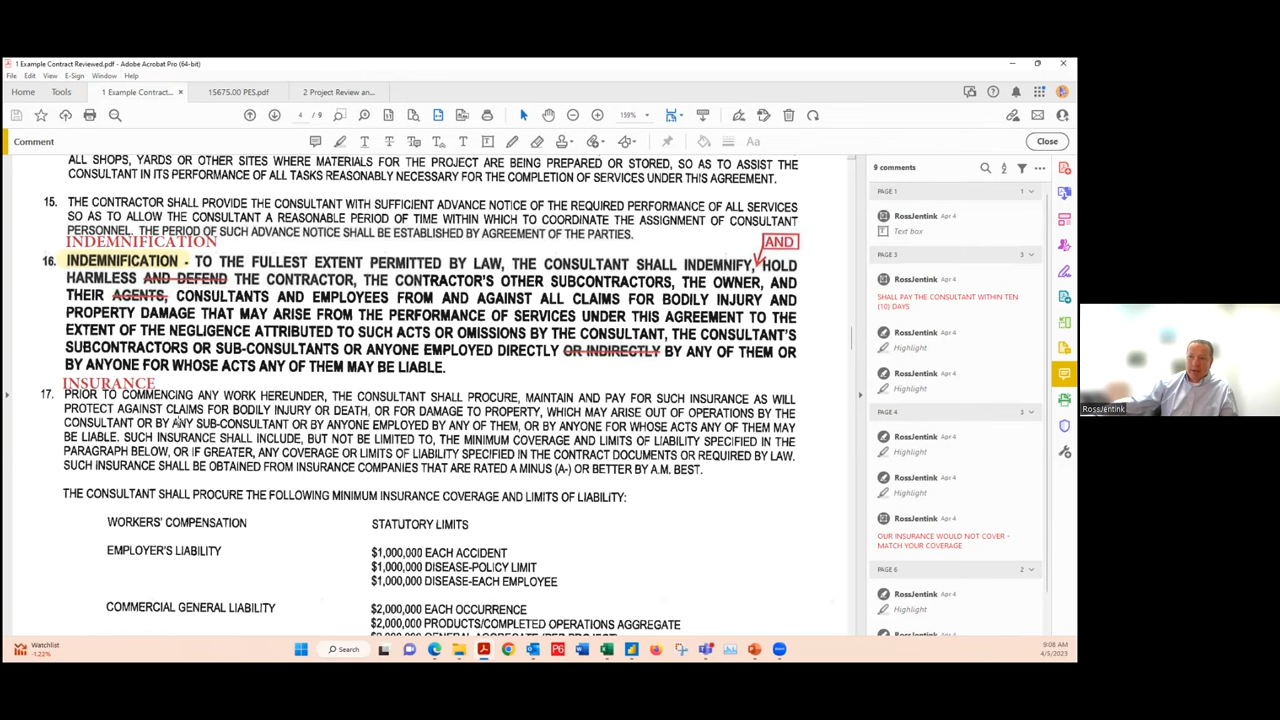 1 Example Contract Reviewed.pdf - Adobe Acrobat Pro (64-bit)
File Edit View E-Sign Window Help
Home Tools 1 Example Contract... × 15675.00 PES.pdf 2 Project Review an...
4 / 9 159%
Comment Close
ALL SHOPS, YARDS OR OTHER SITES WHERE MATERIALS FOR THE PROJECT ARE BEING PREPARED OR STORED, SO AS TO ASSIST THE
CONSULTANT IN ITS PERFORMANCE OF ALL TASKS REASONABLY NECESSARY FOR THE COMPLETION OF SERVICES UNDER THIS AGREEMENT.
15. THE CONTRACTOR SHALL PROVIDE THE CONSULTANT WITH SUFFICIENT ADVANCE NOTICE OF THE REQUIRED PERFORMANCE OF ALL SERVICES
SO AS TO ALLOW THE CONSULTANT A REASONABLE PERIOD OF TIME WITHIN WHICH TO COORDINATE THE ASSIGNMENT OF CONSULTANT
PERSONNEL. THE PERIOD OF SUCH ADVANCE NOTICE SHALL BE ESTABLISHED BY AGREEMENT OF THE PARTIES.
INDEMNIFICATION
AND
16. INDEMNIFICATION - TO THE FULLEST EXTENT PERMITTED BY LAW, THE CONSULTANT SHALL INDEMNIFY, HOLD
HARMLESS AND DEFEND THE CONTRACTOR, THE CONTRACTOR'S OTHER SUBCONTRACTORS, THE OWNER, AND
THEIR AGENTS, CONSULTANTS AND EMPLOYEES FROM AND AGAINST ALL CLAIMS FOR BODILY INJURY AND
PROPERTY DAMAGE THAT MAY ARISE FROM THE PERFORMANCE OF SERVICES UNDER THIS AGREEMENT TO THE
EXTENT OF THE NEGLIGENCE ATTRIBUTED TO SUCH ACTS OR OMISSIONS BY THE CONSULTANT, THE CONSULTANT'S
SUBCONTRACTORS OR SUB-CONSULTANTS OR ANYONE EMPLOYED DIRECTLY OR INDIRECTLY BY ANY OF THEM OR
BY ANYONE FOR WHOSE ACTS ANY OF THEM MAY BE LIABLE.
INSURANCE
17. PRIOR TO COMMENCING ANY WORK HEREUNDER, THE CONSULTANT SHALL PROCURE, MAINTAIN AND PAY FOR SUCH INSURANCE AS WILL
PROTECT AGAINST CLAIMS FOR BODILY INJURY OR DEATH, OR FOR DAMAGE TO PROPERTY, WHICH MAY ARISE OUT OF OPERATIONS BY THE
CONSULTANT OR BY ANY SUB-CONSULTANT OR BY ANYONE EMPLOYED BY ANY OF THEM, OR BY ANYONE FOR WHOSE ACTS ANY OF THEM MAY
BE LIABLE. SUCH INSURANCE SHALL INCLUDE, BUT NOT BE LIMITED TO, THE MINIMUM COVERAGE AND LIMITS OF LIABILITY SPECIFIED IN THE
PARAGRAPH BELOW, OR IF GREATER, ANY COVERAGE OR LIMITS OF LIABILITY SPECIFIED IN THE CONTRACT DOCUMENTS OR REQUIRED BY LAW.
SUCH INSURANCE SHALL BE OBTAINED FROM INSURANCE COMPANIES THAT ARE RATED A MINUS (A-) OR BETTER BY A.M. BEST.
THE CONSULTANT SHALL PROCURE THE FOLLOWING MINIMUM INSURANCE COVERAGE AND LIMITS OF LIABILITY:
WORKERS' COMPENSATION STATUTORY LIMITS
EMPLOYER'S LIABILITY $1,000,000 EACH ACCIDENT
$1,000,000 DISEASE-POLICY LIMIT
$1,000,000 DISEASE-EACH EMPLOYEE
COMMERCIAL GENERAL LIABILITY $2,000,000 EACH OCCURRENCE
$2,000,000 PRODUCTS/COMPLETED OPERATIONS AGGREGATE
9 comments
PAGE 1 1
RossJentink Apr 4
Text box
PAGE 3 3
RossJentink Apr 4
SHALL PAY THE CONSULTANT WITHIN TEN
(10) DAYS
RossJentink Apr 4
Highlight
RossJentink Apr 4
Highlight
PAGE 4 3
RossJentink Apr 4
Highlight
RossJentink Apr 4
Highlight
RossJentink Apr 4
OUR INSURANCE WOULD NOT COVER -
MATCH YOUR COVERAGE
PAGE 6 2
RossJentink Apr 4
Highlight
RossJentink Apr 4
RossJentink
Watchlist
-1.22%
Search
9:08 AM
4/5/2023